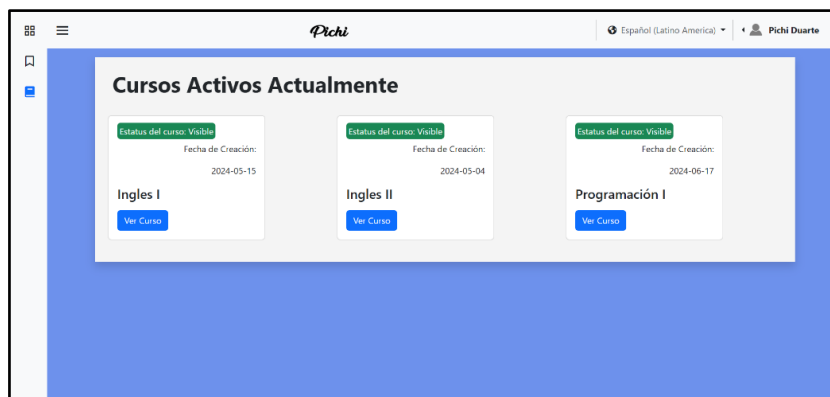 Pichi
Español (Latino America)
Pichi Duarte
Cursos Activos Actualmente
Estatus del curso: Visible
Fecha de Creación:
2024-05-15
Ingles I
Ver Curso
Estatus del curso: Visible
Fecha de Creación:
2024-05-04
Ingles II
Ver Curso
Estatus del curso: Visible
Fecha de Creación:
2024-06-17
Programación I
Ver Curso